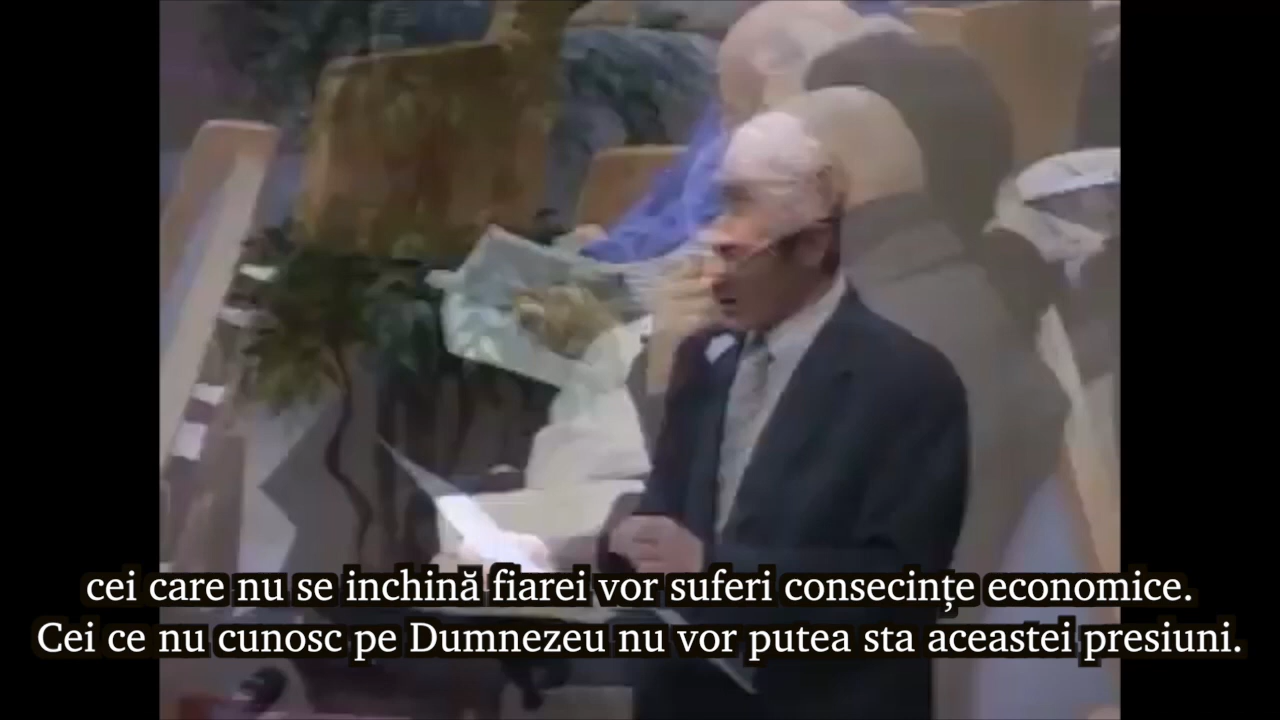 cei care nu se inchină fiarei vor suferi consecințe economice.
Cei ce nu cunosc pe Dumnezeu nu vor putea sta aceastei presiuni.